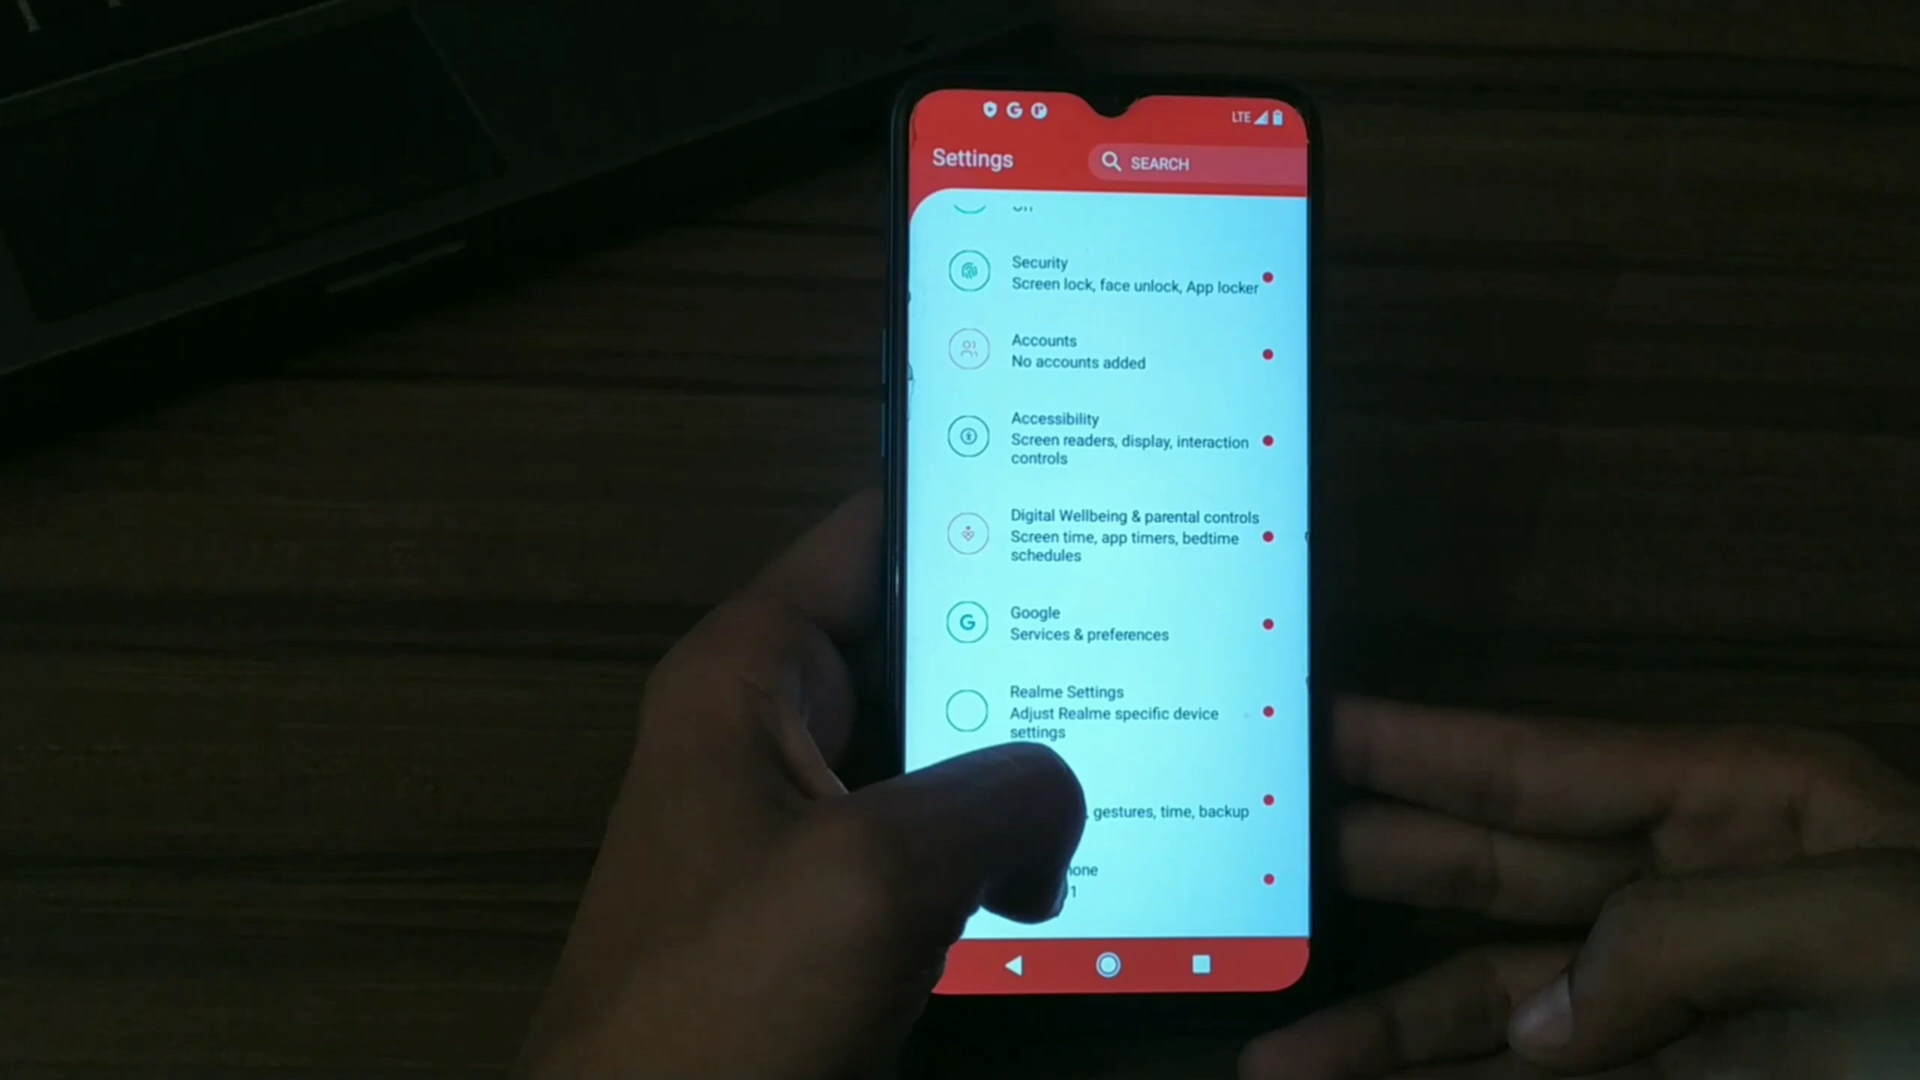 LTE
Settings
SEARCH
Security
Screen lock, face unlock, App locker
Accounts
No accounts added
Accessibility
Screen readers, display, interaction
controls
Digital Wellbeing & parental controls
Screen time, app timers, bedtime
schedules
G
Google
Services & preferences
Realme Settings
Adjust Realme specific device
settings
, gestures, time, backup